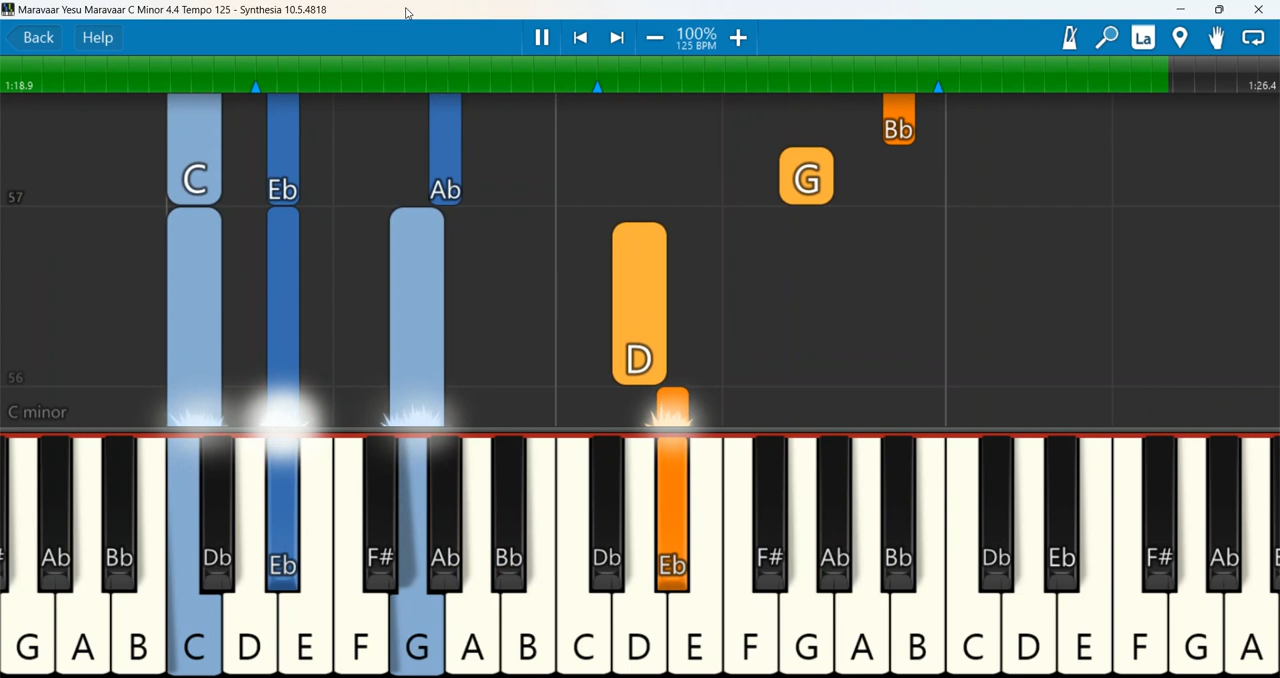 Maravaar Yesu Maravaar C Minor 4.4 Tempo 125 - Synthesia 10.5.4818
Back Help 100% La
125 BPM
1:18.9 1:26.4
Bb
C Eb Ab G
57
D
56
C minor
Ab Bb Db Eb F# Ab Bb Db Eb F# Ab Bb Db Eb F# Ab
G A B C D E F G A B C D E F G A B C D E F G A